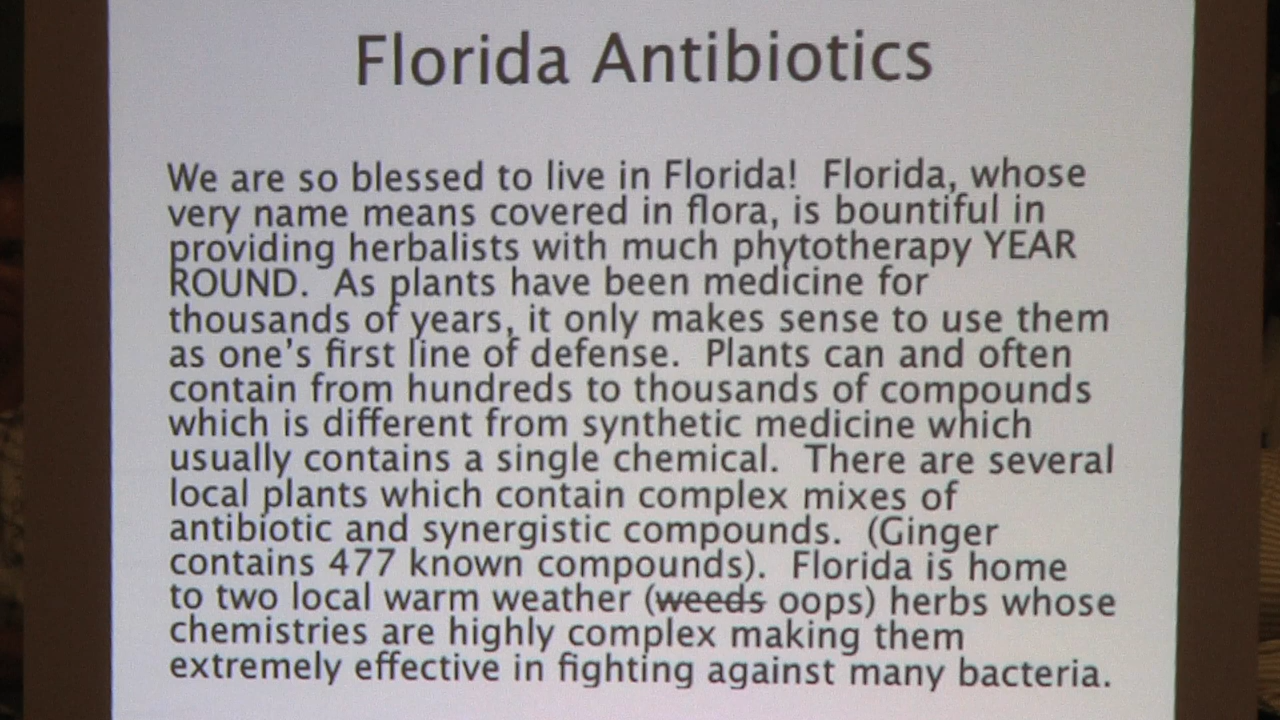 Florida Antibiotics
We are so blessed to live in Florida!  Florida, whose
very name means covered in flora, is bountiful in
providing herbalists with much phytotherapy YEAR
ROUND.  As plants have been medicine for
thousands of years, it only makes sense to use them
as one's first line of defense.  Plants can and often
contain from hundreds to thousands of compounds
which is different from synthetic medicine which
usually contains a single chemical.  There are several
local plants which contain complex mixes of
antibiotic and synergistic compounds.  (Ginger
contains 477 known compounds).  Florida is home
to two local warm weather (weeds oops) herbs whose
chemistries are highly complex making them
extremely effective in fighting against many bacteria.